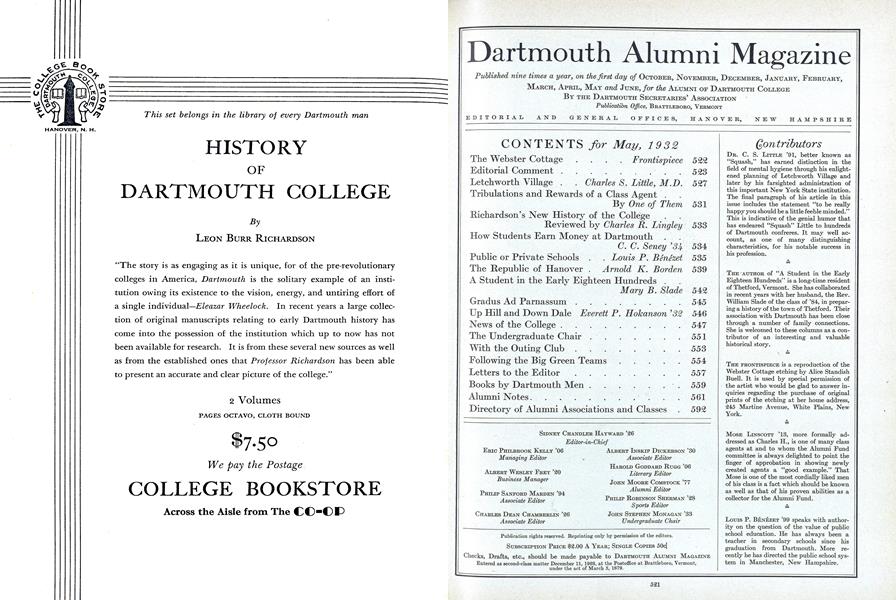 THE COLLEGE BOOK STORE
DARTMOUTH COLLEGE
HANOVER, N. H.
This set belongs in the library of every Dartmouth man
HISTORY
OF
DARTMOUTH COLLEGE
By
LEON BURR RICHARDSON
"The story is as engaging as it is unique, for of the pre-revolutionary
colleges in America, Dartmouth is the solitary example of an insti-
tution owing its existence to the vision, energy, and untiring effort of
a single individual—Eleazar Wheelock. In recent years a large collec-
tion of original manuscripts relating to early Dartmouth history has
come into the possession of the institution which up to now has not
been available for research. It is from these several new sources as well
as from the established ones that Professor Richardson has been able
to present an accurate and clear picture of the college."
2 Volumes
PAGES OCTAVO, CLOTH BOUND
$7.50
We pay the Postage
COLLEGE BOOKSTORE
Across the Aisle from The CO-OP
Dartmouth Alumni Magazine
Published nine times a year, on the first day of OCTOBER, NOVEMBER, DECEMBER, JANUARY, FEBRUARY,
MARCH, APRIL, MAY and JUNE, for the ALUMNI OF DARTMOUTH COLLEGE
BY THE DARTMOUTH SECRETARIES' ASSOCIATION
Publication Office, BRATTLEBORO, VERMONT
EDITORIAL AND GENERAL OFFICES, HANOVER, NEW HAMPSHIRE
CONTENTS for May, 1932
The Webster Cottage . . . . Frontispiece 522
Editorial Comment . . . . . . . . 523
Letchworth Village . . Charles S. Little, M.D. 527
Tribulations and Rewards of a Class Agent . .
By One of Them 531
Richardson's New History of the College . .
Reviewed by Charles R. Lingley 533
How Students Earn Money at Dartmouth . .
C. C. Seney '34 534
Public or Private Schools . . Louis P. Bénézet 535
The Republic of Hanover . Arnold K. Borden 539
A Student in the Early Eighteen Hundreds . .
Mary B. Slade 542
Gradus Ad Parnassum . . . . . . . 545
Up Hill and Down Dale Everett P. Hokanson '32 546
News of the College . . . . . . . . 547
The Undergraduate Chair . . . . . . 551
With the Outing Club . . . . . . . 553
Following the Big Green Teams . . . . . 554
Letters to the Editor . . . . . . . 557
Books by Dartmouth Men . . . . . . 559
Alumni Notes . . . . . . . . . 561
Directory of Alumni Associations and Classes . 592
SIDNEY CHANDLER HAYWARD '26
Editor-in-Chief
ERIC PHILBROOK KELLY '06
Managing Editor
ALBERT WESLEY FREY '20
Business Manager
PHILIP SANFORD MARDEN '94
Associate Editor
CHARLES DEAN CHAMBERLIN '26
Associate Editor
ALBERT INSKIP DICKERSON '30
Associate Editor
HAROLD GODDARD RUGG '06
Literary Editor
JOHN MOORE COMSTOCK '77
Alumni Editor
PHILIP ROBINSON SHERMAN '28
Sports Editor
JOHN STEPHEN MONAGAN '33
Undergraduate Chair
Publication rights reserved. Reprinting only by permission of the editors.
SUBSCRIPTION PRICE $2.00 A YEAR; SINGLE COPIES 50¢
Checks, Drafts, etc., should be made payable to DARTMOUTH ALUMNI MAGAZINE
Entered as second-class matter December 11, 1926, at the Postoffice at Brattleboro, Vermont,
under the act of March 3, 1879.
Contributors
DR. C. S. LITTLE '91, better known as
"Squash," has earned distinction in the
field of mental hygiene through his enlight-
ened planning of Letchworth Village and
later by his farsighted administration of
this important New York State institution.
The final paragraph of his article in this
issue includes the statement "to be really
happy you should be a little feeble minded."
This is indicative of the genial humor that
has endeared "Squash" Little to hundreds
of Dartmouth confreres. It may well ac-
count, as one of many distinguishing
characteristics, for his notable success in
his profession.
THE AUTHOR OF "A Student in the Early
Eighteen Hundreds" is a long-time resident
of Thetford, Vermont. She has collaborated
in recent years with her husband, the Rev.
William Slade of the class of '84, in prepar-
ing a history of the town of Thetford. Their
association with Dartmouth has been close
through a number of family connections.
She is welcomed to these columns as a con-
tributor of an interesting and valuable
historical story.
THE FRONTISPIECE is a reproduction of the
Webster Cottage etching by Alice Standish
Buell. It is used by special permission of
the artist who would be glad to answer in-
quiries regarding the purchase of original
prints of the etching at her home address,
245 Martine Avenue, White Plains, New
York.
MOSE LINSCOTT '13, more formally ad-
dressed as Charles H., is one of many class
agents at and to whom the Alumni Fund
committee is always delighted to point the
finger of approbation in showing newly
created agents a "good example." That
Mose is one of the most cordially liked men
of his class is a fact which should be known
as well as that of his proven abilities as a
collector for the Alumni Fund.
LOUIS P. BÉNÉZET '99 speaks with author-
ity on the question of the value of public
school education. He has always been a
teacher in secondary schools since his
graduation from Dartmouth. More re-
cently he has directed the public school sys-
tem in Manchester, New Hampshire.
521